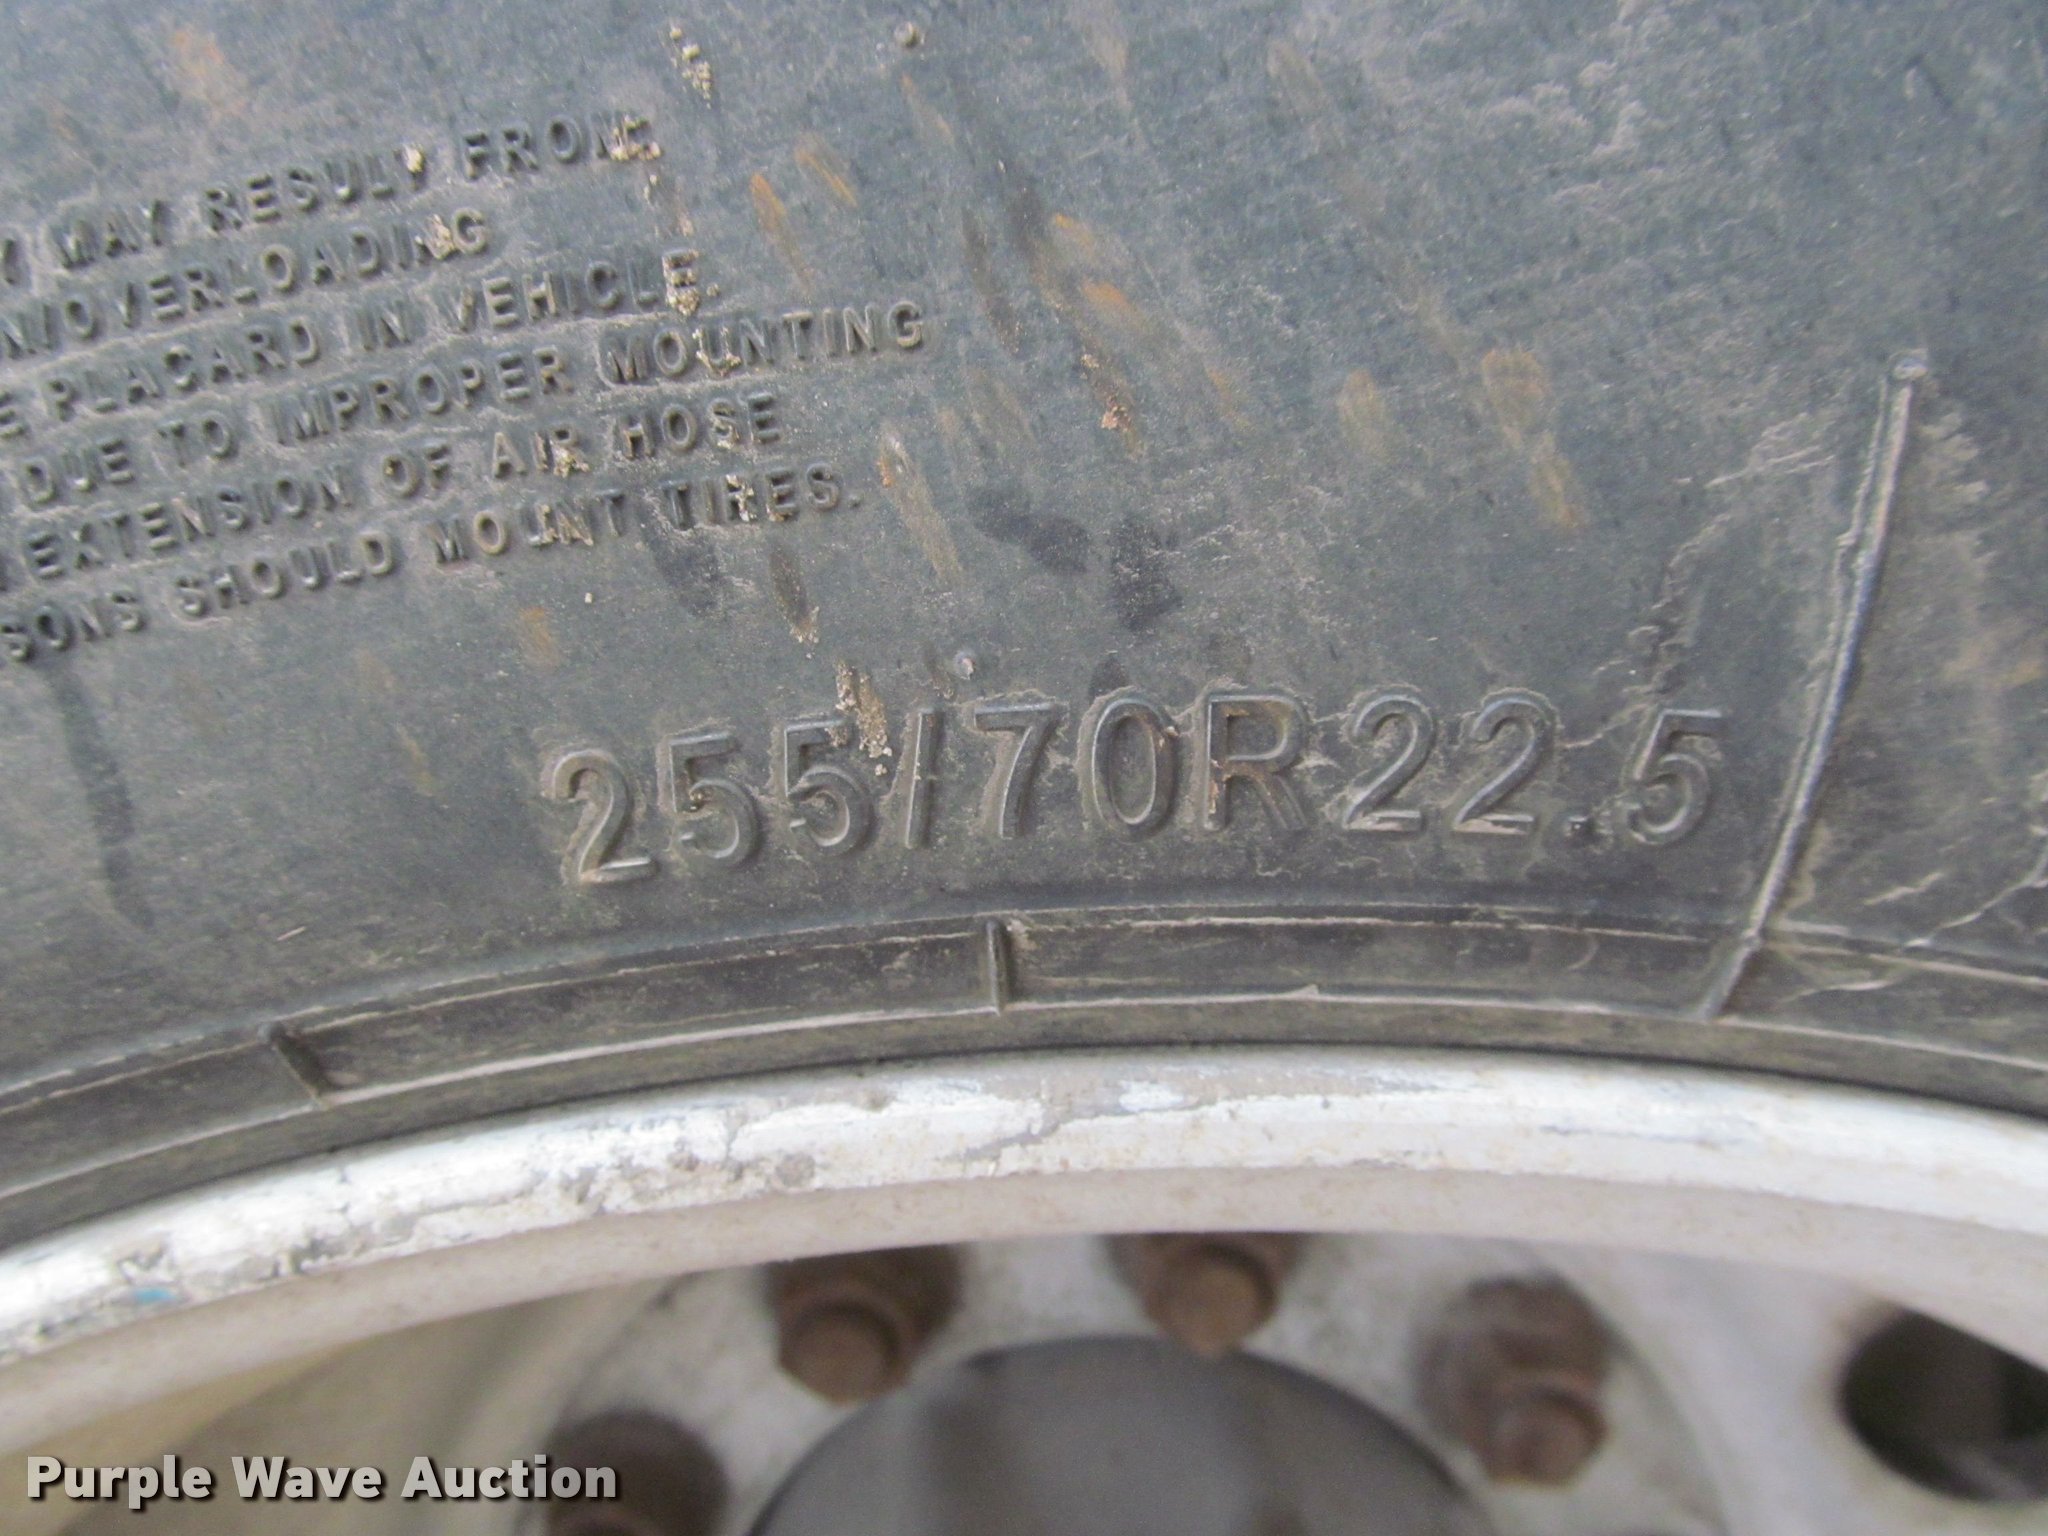 Y MAY RESULT FROM:
N/OVERLOADING
E PLACARD IN VEHICLE.
DUE TO IMPROPER MOUNTING
EXTENSION OF AIR HOSE
SONS SHOULD MOUNT TIRES.
255/70R22.5
Purple Wave Auction